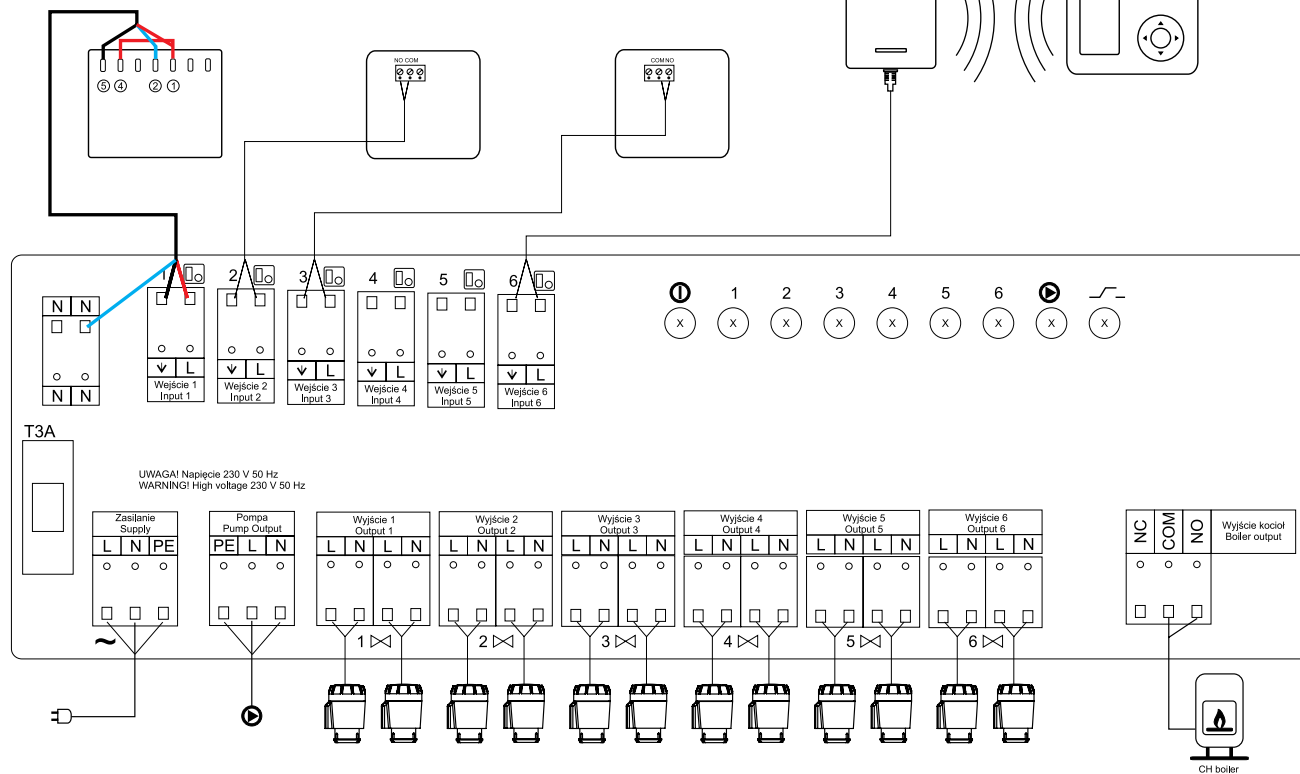 ⑤ ④ ② ①
NO COM
COM NO
1 2 3 4 5 6
N N
N N
L
Wejście 1
Input 1
L
Wejście 2
Input 2
L
Wejście 3
Input 3
L
Wejście 4
Input 4
L
Wejście 5
Input 5
L
Wejście 6
Input 6
1 2 3 4 5 6
X X X X X X X X X
T3A
UWAGA! Napięcie 230 V 50 Hz
WARNING! High voltage 230 V 50 Hz
Zasilanie
Supply
L N PE
Pompa
Pump Output
PE L N
Wyjście 1
Output 1
L N L N
Wyjście 2
Output 2
L N L N
Wyjście 3
Output 3
L N L N
Wyjście 4
Output 4
L N L N
Wyjście 5
Output 5
L N L N
Wyjście 6
Output 6
L N L N
NC COM NO
Wyjście kocioł
Boiler output
~
1 2 3 4 5 6
CH boiler